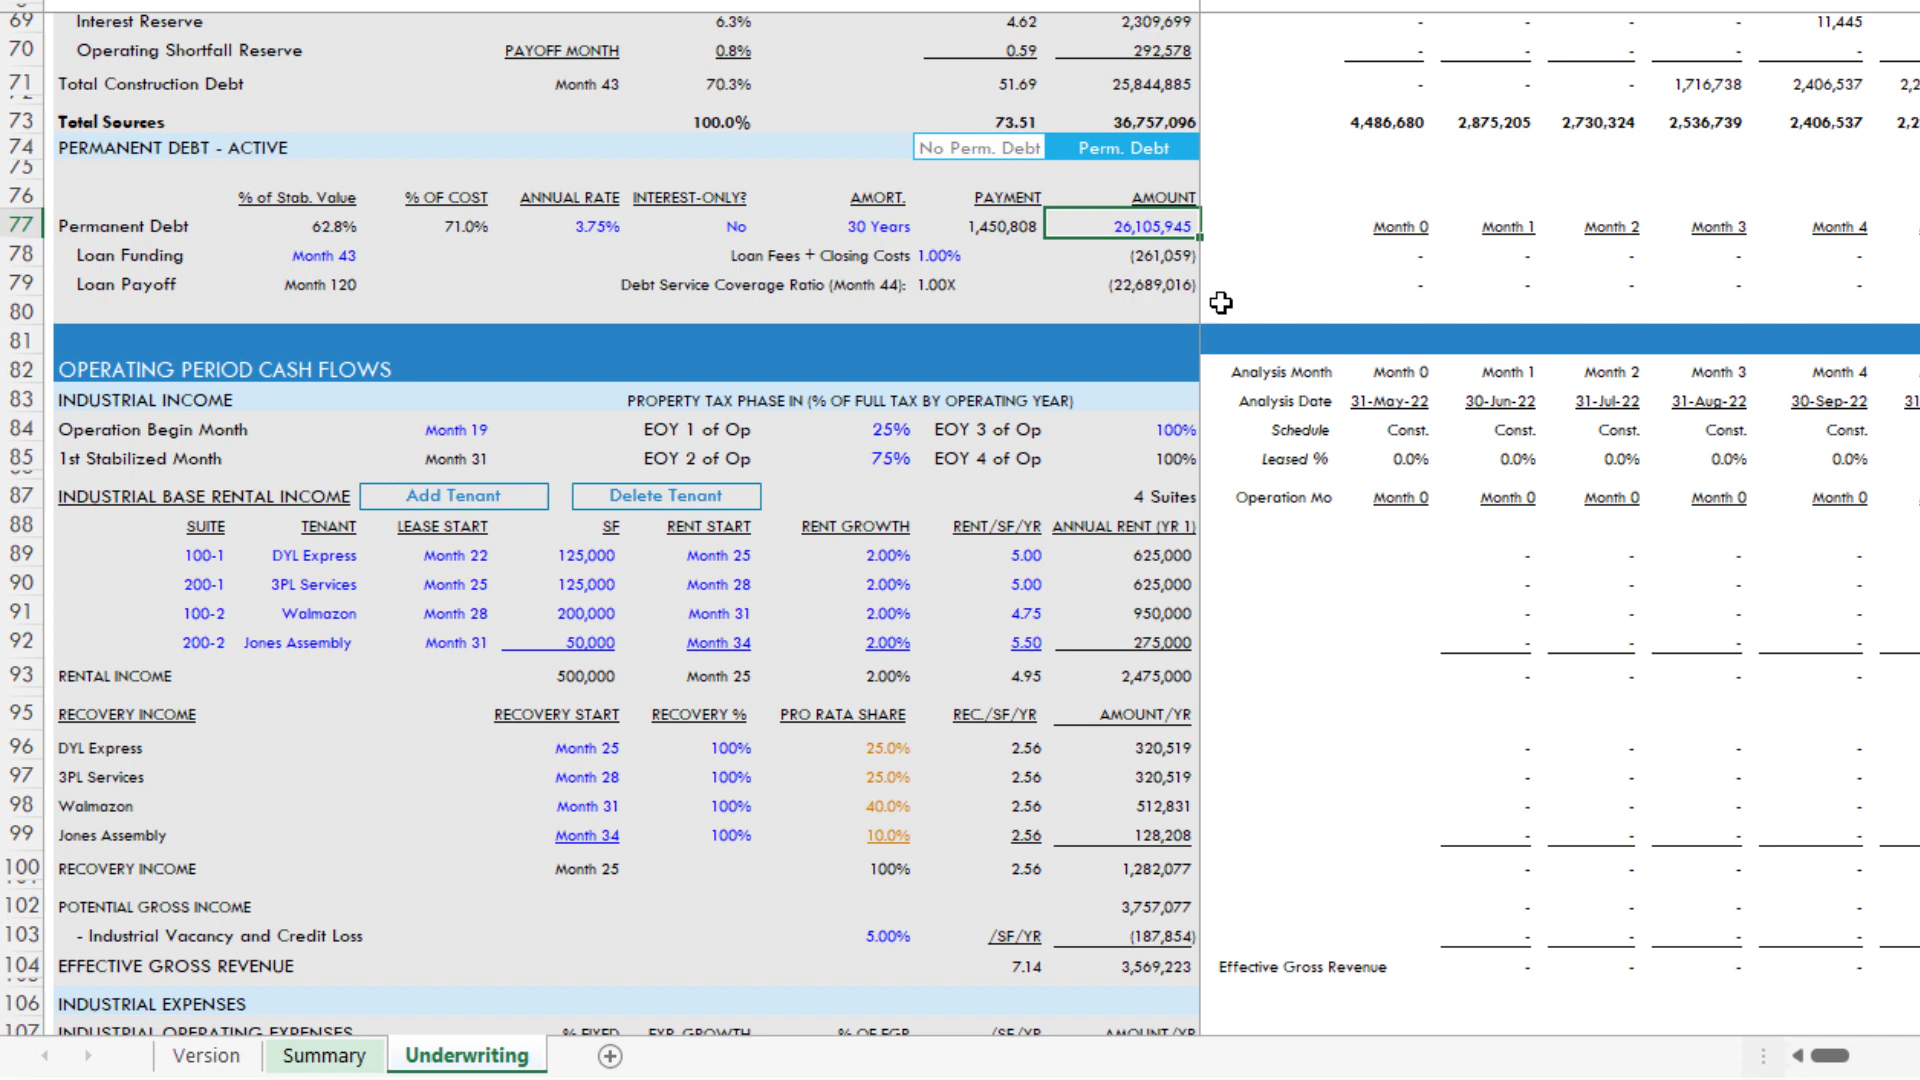 69 Interest Reserve 6.3% 4.62 2,309,699 - - - - 11,445
70 Operating Shortfall Reserve PAYOFF MONTH 0.8% 0.59 292,578 - - - - -
71 Total Construction Debt Month 43 70.3% 51.69 25,844,885 - - - 1,716,738 2,406,537 2,2
73 Total Sources 100.0% 73.51 36,757,096 4,486,680 2,875,205 2,730,324 2,536,739 2,406,537 2,2
74 PERMANENT DEBT - ACTIVE No Perm. Debt Perm. Debt
75
76 % of Stab. Value % OF COST ANNUAL RATE INTEREST-ONLY? AMORT. PAYMENT AMOUNT
77 Permanent Debt 62.8% 71.0% 3.75% No 30 Years 1,450,808 26,105,945 Month 0 Month 1 Month 2 Month 3 Month 4
78 Loan Funding Month 43 Loan Fees + Closing Costs 1.00% (261,059) - - - - -
79 Loan Payoff Month 120 Debt Service Coverage Ratio (Month 44): 1.00X (22,689,016) - - - - -
80
81
82 OPERATING PERIOD CASH FLOWS Analysis Month Month 0 Month 1 Month 2 Month 3 Month 4
83 INDUSTRIAL INCOME PROPERTY TAX PHASE IN (% OF FULL TAX BY OPERATING YEAR) Analysis Date 31-May-22 30-Jun-22 31-Jul-22 31-Aug-22 30-Sep-22 31
84 Operation Begin Month Month 19 EOY 1 of Op 25% EOY 3 of Op 100% Schedule Const. Const. Const. Const. Const.
85 1st Stabilized Month Month 31 EOY 2 of Op 75% EOY 4 of Op 100% Leased % 0.0% 0.0% 0.0% 0.0% 0.0%
87 INDUSTRIAL BASE RENTAL INCOME Add Tenant Delete Tenant 4 Suites Operation Mo Month 0 Month 0 Month 0 Month 0 Month 0
88 SUITE TENANT LEASE START SF RENT START RENT GROWTH RENT/SF/YR ANNUAL RENT (YR 1)
89 100-1 DYL Express Month 22 125,000 Month 25 2.00% 5.00 625,000 - - - -
90 200-1 3PL Services Month 25 125,000 Month 28 2.00% 5.00 625,000 - - - -
91 100-2 Walmazon Month 28 200,000 Month 31 2.00% 4.75 950,000 - - - -
92 200-2 Jones Assembly Month 31 50,000 Month 34 2.00% 5.50 275,000 - - - -
93 RENTAL INCOME 500,000 Month 25 2.00% 4.95 2,475,000 - - - -
95 RECOVERY INCOME RECOVERY START RECOVERY % PRO RATA SHARE REC./SF/YR AMOUNT/YR
96 DYL Express Month 25 100% 25.0% 2.56 320,519 - - - -
97 3PL Services Month 28 100% 25.0% 2.56 320,519 - - - -
98 Walmazon Month 31 100% 40.0% 2.56 512,831 - - - -
99 Jones Assembly Month 34 100% 10.0% 2.56 128,208 - - - -
100 RECOVERY INCOME Month 25 100% 2.56 1,282,077 - - - -
102 POTENTIAL GROSS INCOME 3,757,077 - - - -
103 - Industrial Vacancy and Credit Loss 5.00% /SF/YR (187,854) - - - -
104 EFFECTIVE GROSS REVENUE 7.14 3,569,223 Effective Gross Revenue - - - -
106 INDUSTRIAL EXPENSES
107 INDUSTRIAL OPERATING EXPENSES % FIXED EXP. GROWTH % OF EGR /SF/YR AMOUNT/YR
Version Summary Underwriting